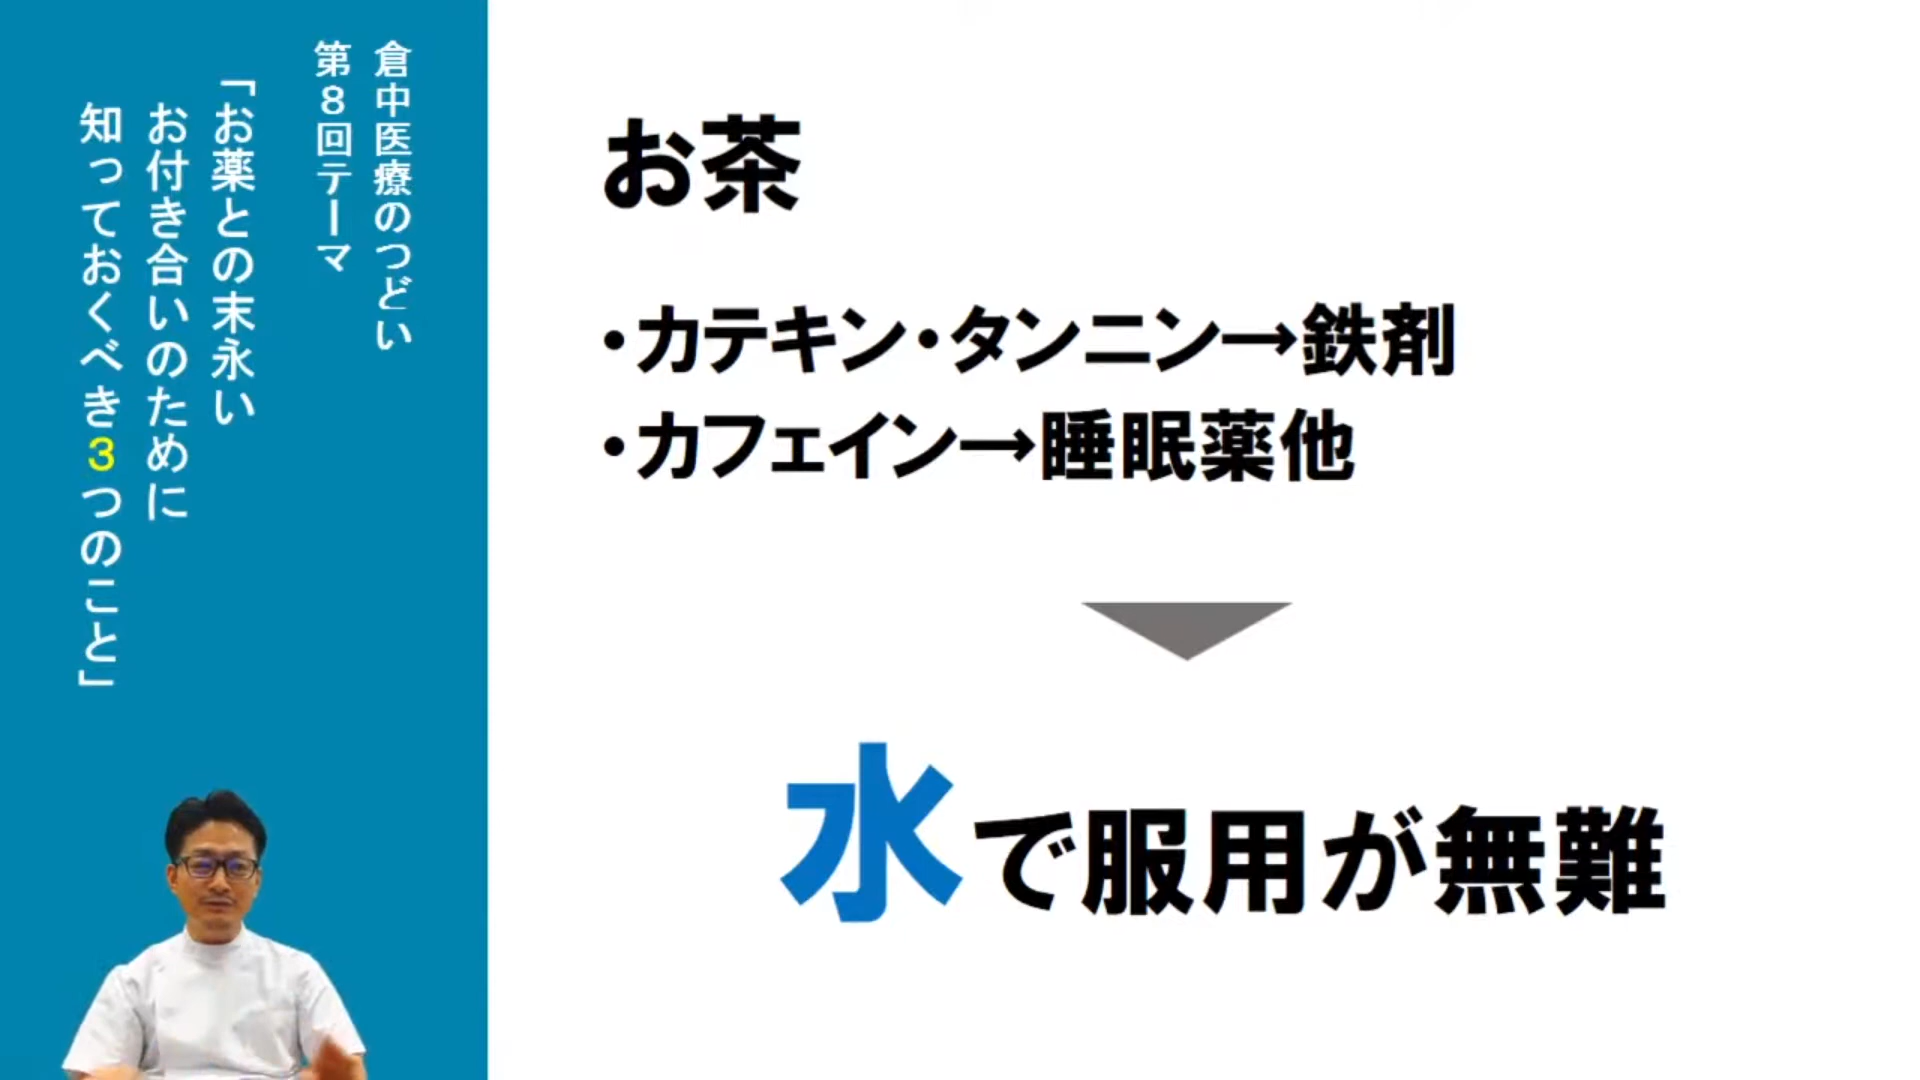 倉中医療のつどい
第８回テーマ
「お薬との末永い
お付き合いのために
知っておくべき３つのこと」
お茶
・カテキン・タンニン→鉄剤
・カフェイン→睡眠薬他
水で服用が無難